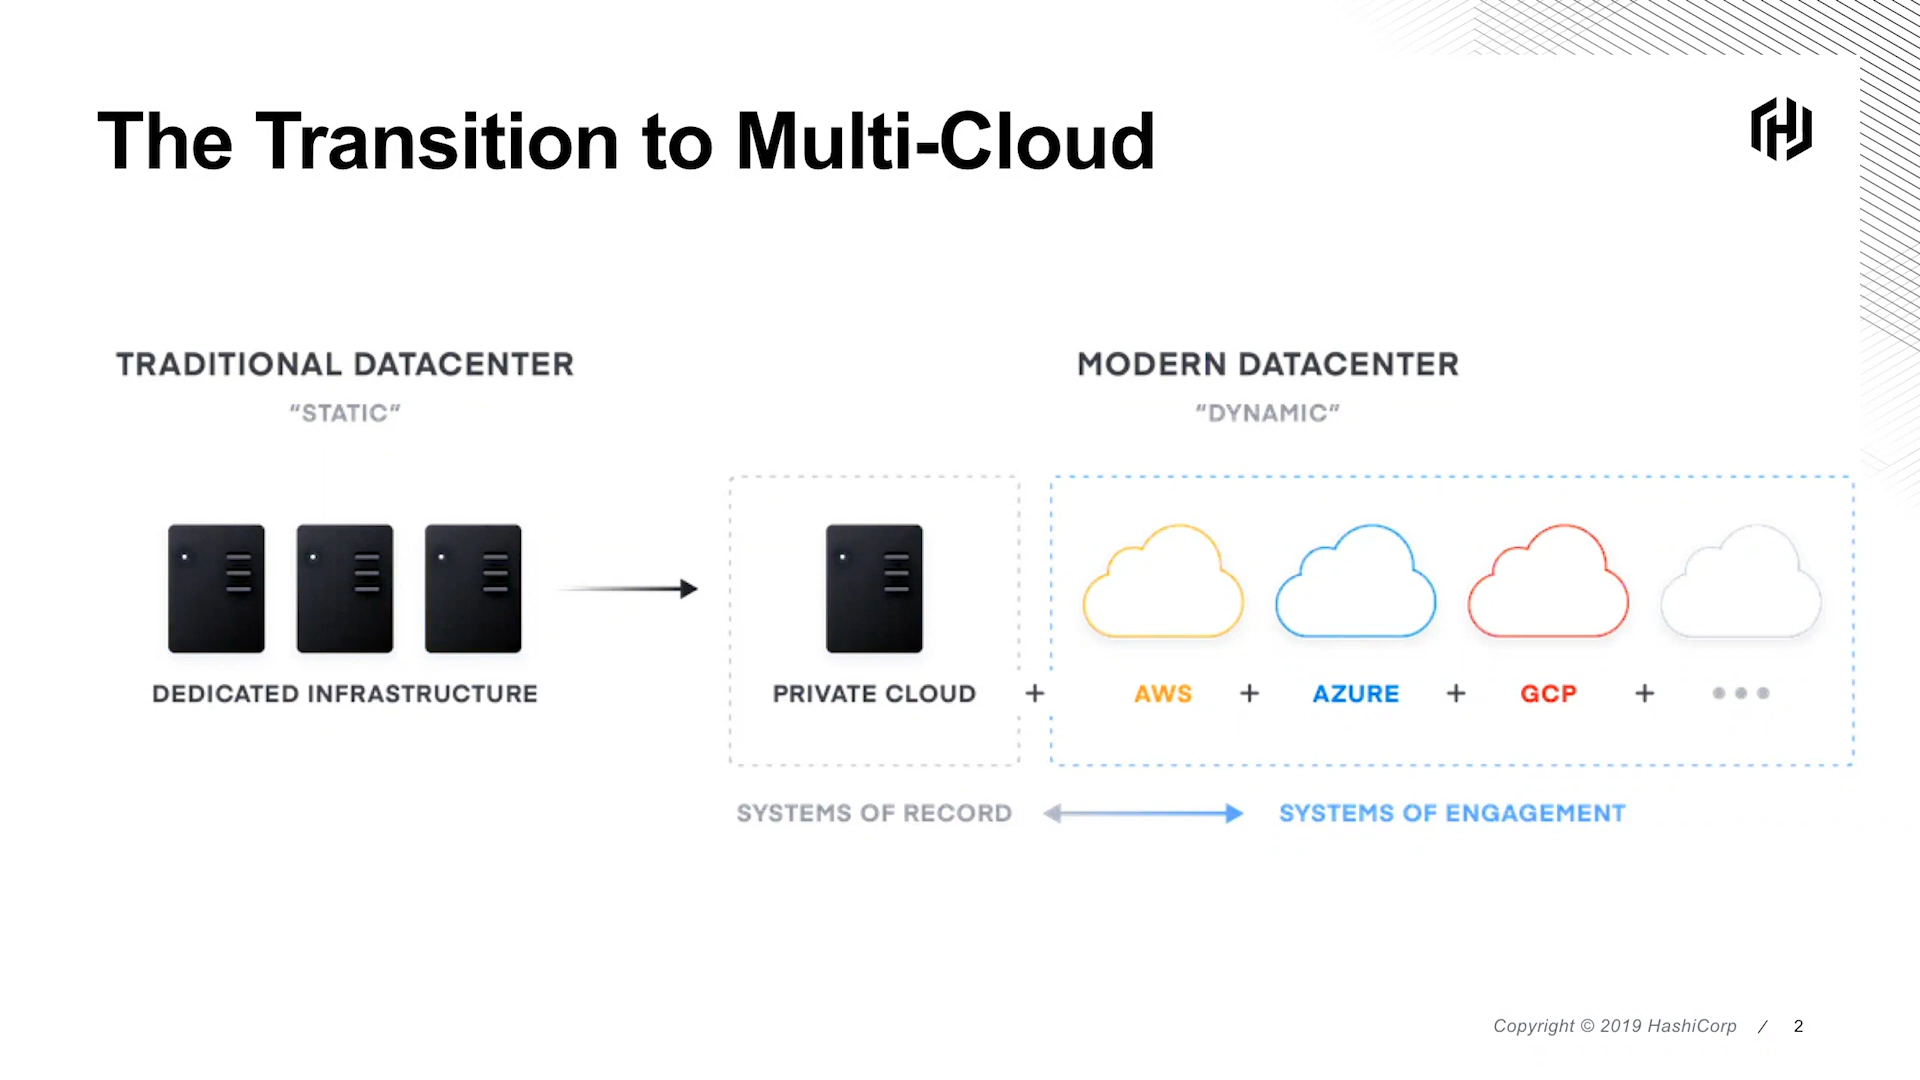 The Transition to Multi-Cloud
TRADITIONAL DATACENTER
“STATIC”
MODERN DATACENTER
“DYNAMIC”
DEDICATED INFRASTRUCTURE
PRIVATE CLOUD + AWS + AZURE + GCP + •••
SYSTEMS OF RECORD
SYSTEMS OF ENGAGEMENT
Copyright © 2019 HashiCorp / 2